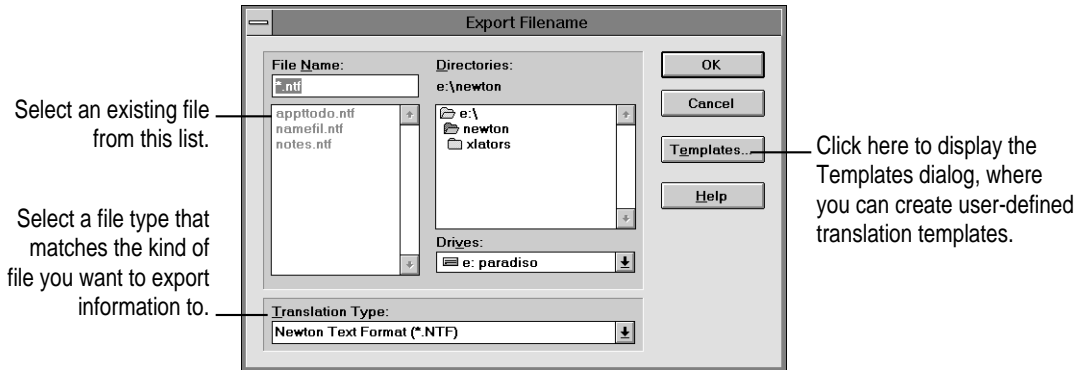 Export Filename
File Name:
*.ntf
appttodo.ntf
namefil.ntf
notes.ntf
Directories:
e:\newton
e:\
newton
xlators
Drives:
e: paradiso
Translation Type:
Newton Text Format (*.NTF)
OK
Cancel
Templates...
Help
Select an existing file
from this list.
Select a file type that
matches the kind of
file you want to export
information to.
Click here to display the
Templates dialog, where
you can create user-defined
translation templates.